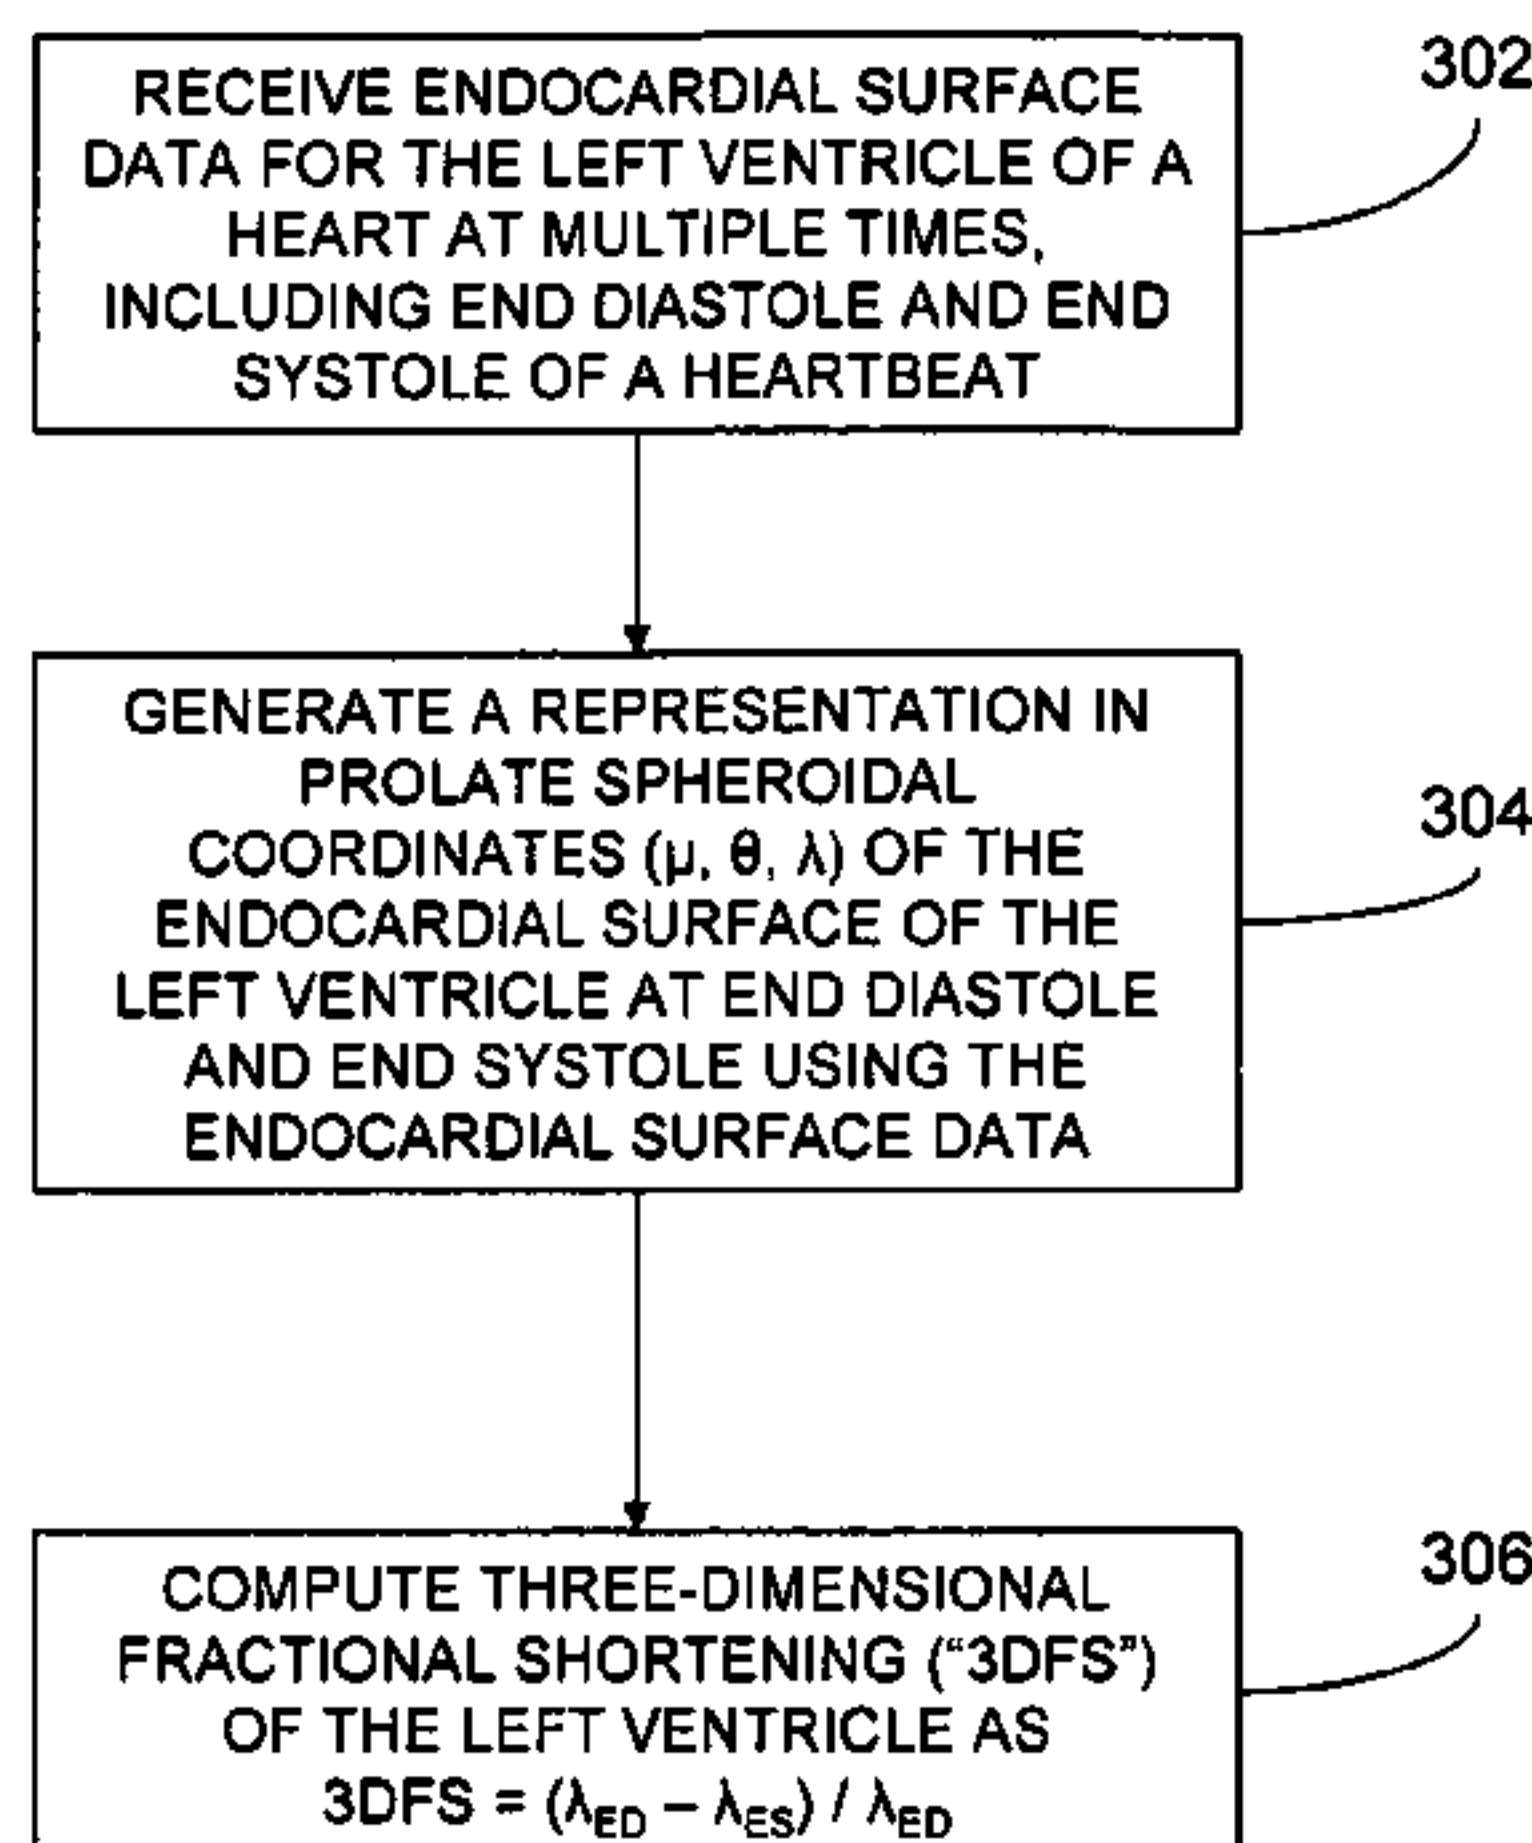 RECEIVE ENDOCARDIAL SURFACE
DATA FOR THE LEFT VENTRICLE OF A
HEART AT MULTIPLE TIMES,
INCLUDING END DIASTOLE AND END
SYSTOLE OF A HEARTBEAT
302
GENERATE A REPRESENTATION IN
PROLATE SPHEROIDAL
COORDINATES (μ, θ, λ) OF THE
ENDOCARDIAL SURFACE OF THE
LEFT VENTRICLE AT END DIASTOLE
AND END SYSTOLE USING THE
ENDOCARDIAL SURFACE DATA
304
COMPUTE THREE-DIMENSIONAL
FRACTIONAL SHORTENING (“3DFS”)
OF THE LEFT VENTRICLE AS
3DFS = (λED – λES) / λED
306